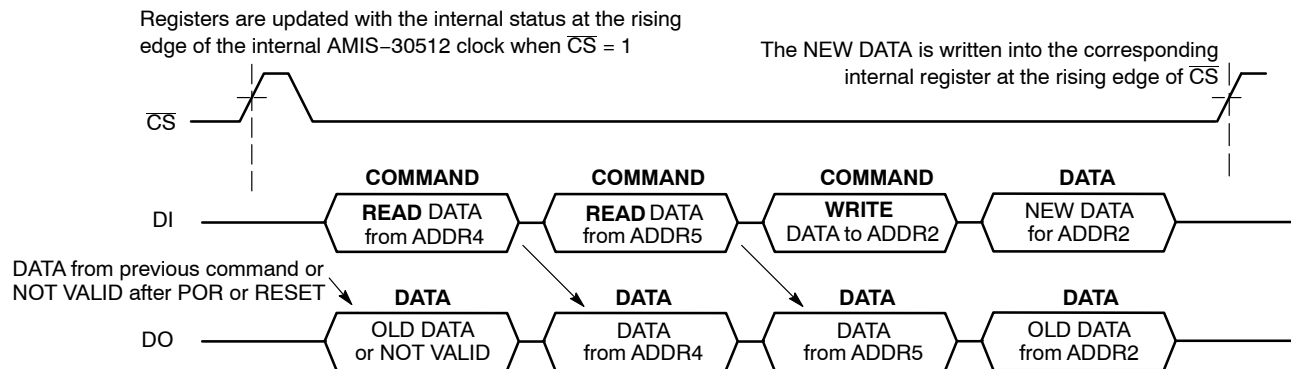 Registers are updated with the internal status at the rising
edge of the internal AMIS−30512 clock when C̅S̅ = 1
The NEW DATA is written into the corresponding
internal register at the rising edge of C̅S̅
C̅S̅
COMMAND COMMAND COMMAND DATA
DI
READ DATA
from ADDR4
READ DATA
from ADDR5
WRITE
DATA to ADDR2
NEW DATA
for ADDR2
DATA from previous command or
NOT VALID after POR or RESET
DATA DATA DATA DATA
DO
OLD DATA
or NOT VALID
DATA
from ADDR4
DATA
from ADDR5
OLD DATA
from ADDR2